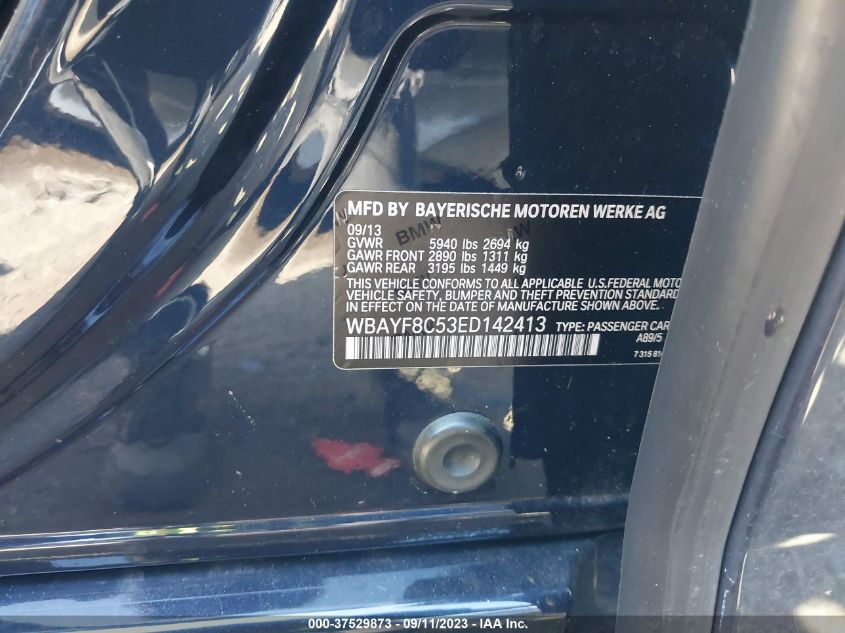 MFD BY BAYERISCHE MOTOREN WERKE AG
09/13
GVWR 5940 lbs 2694 kg
GAWR FRONT 2890 lbs 1311 kg
GAWR REAR 3195 lbs 1449 kg
THIS VEHICLE CONFORMS TO ALL APPLICABLE U.S.FEDERAL
VEHICLE SAFETY, BUMPER AND THEFT PREVENTION
IN EFFECT ON THE DATE OF MANUFACTURE SHOWN ABOVE.
WBAYF8C53ED142413 TYPE: PASSENGER CAR
A89/5
7 315
BMW
000-37529873 - 09/11/2023 - IAA Inc.